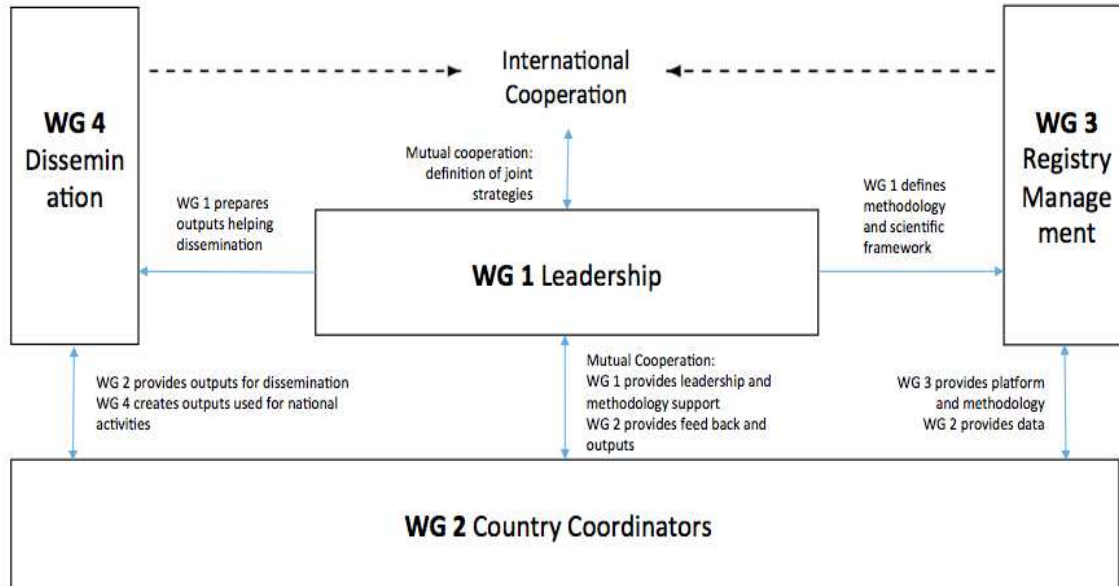 International
Cooperation
WG 4
Dissemin
ation
WG 3
Registry
Manage
ment
Mutual cooperation:
definition of joint
strategies
WG 1 prepares
outputs helping
dissemination
WG 1 defines
methodology
and scientific
framework
WG 1 Leadership
WG 2 provides outputs for dissemination
WG 4 creates outputs used for national
activities
Mutual Cooperation:
WG 1 provides leadership and
methodology support
WG 2 provides feed back and
outputs
WG 3 provides platform
and methodology
WG 2 provides data
WG 2 Country Coordinators